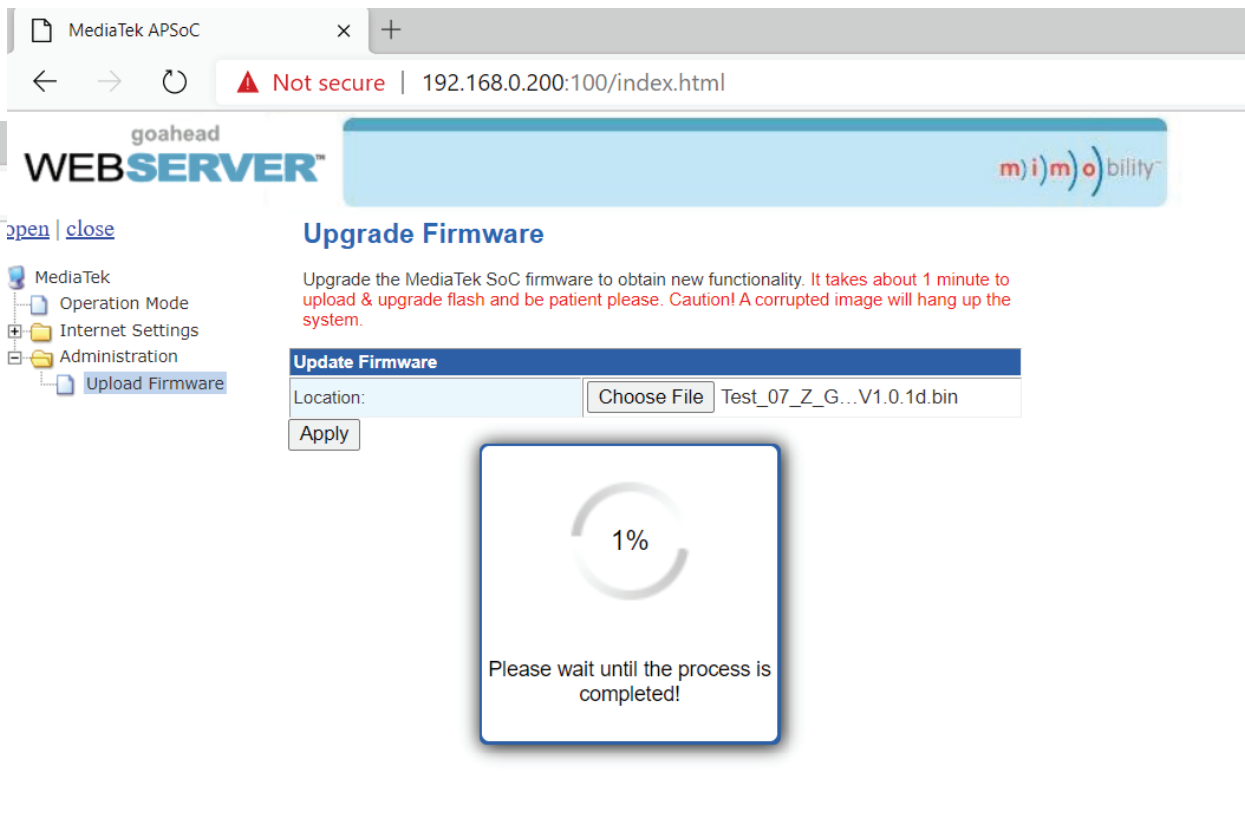 MediaTek APSoC
Not secure | 192.168.0.200:100/index.html
goahead
WEBSERVER™
m)i)m)o)bility™
open | close
MediaTek
Operation Mode
Internet Settings
Administration
Upload Firmware
Upgrade Firmware
Upgrade the MediaTek SoC firmware to obtain new functionality. It takes about 1 minute to
upload & upgrade flash and be patient please. Caution! A corrupted image will hang up the
system.
Update Firmware
Location:
Choose File Test_07_Z_G...V1.0.1d.bin
Apply
1%
Please wait until the process is
completed!